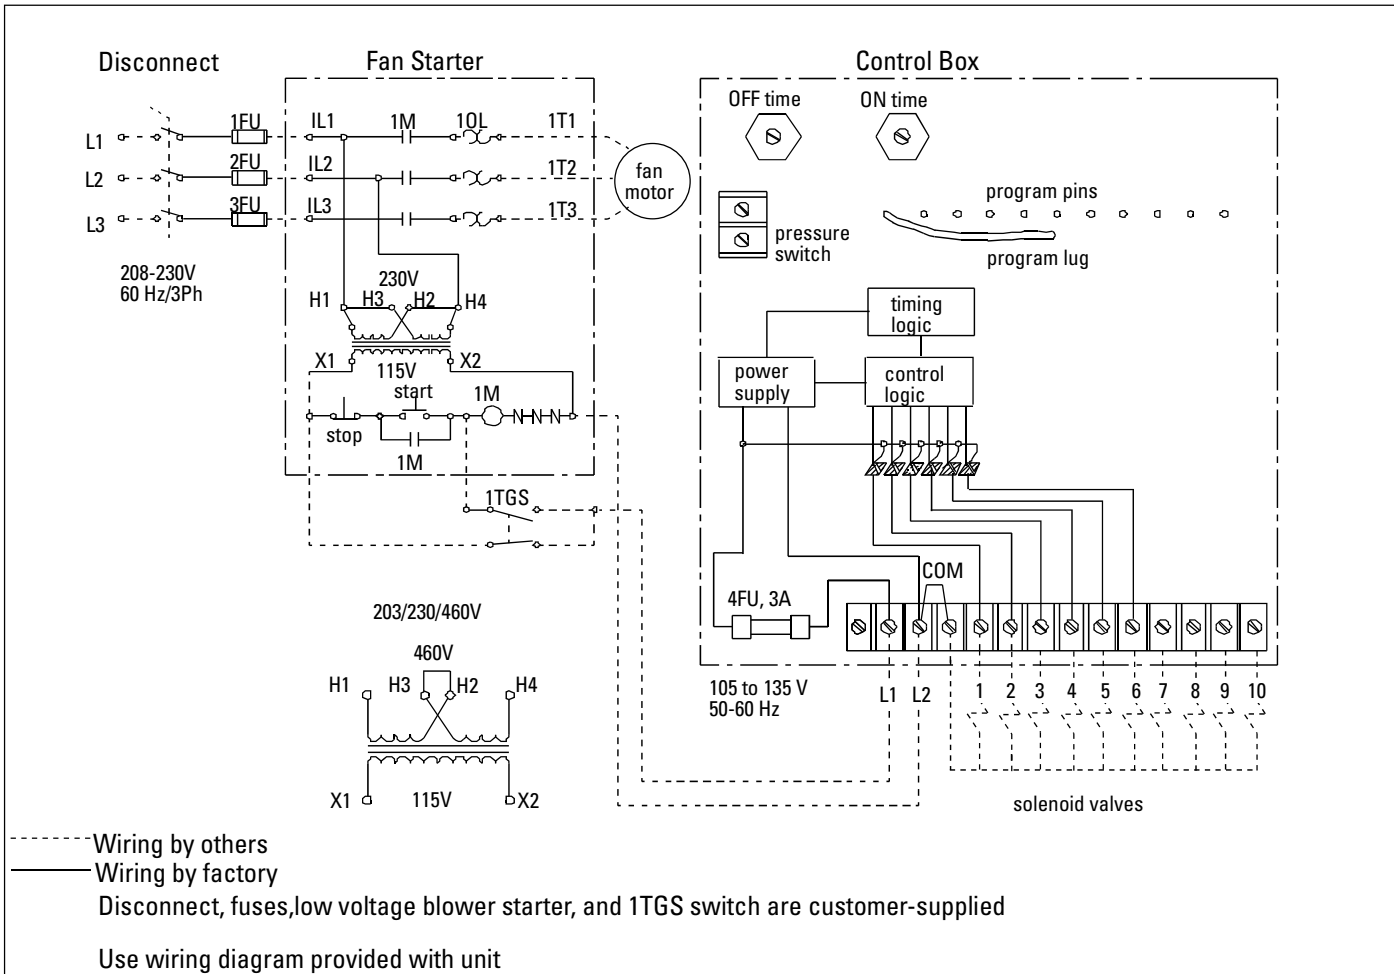 Disconnect
Fan Starter
Control Box
OFF time
ON time
L1
1FU
IL1
1M
1OL
1T1
L2
2FU
IL2
1T2
fan
motor
L3
3FU
IL3
1T3
208-230V
60 Hz/3Ph
pressure
switch
program pins
program lug
230V
H1
H3
H2
H4
X1
115V
X2
start
1M
stop
1M
timing
logic
power
supply
control
logic
1TGS
COM
4FU, 3A
203/230/460V
460V
H1
H3
H2
H4
X1
115V
X2
105 to 135 V
50-60 Hz
L1
L2
1
2
3
4
5
6
7
8
9
10
solenoid valves
Wiring by others
Wiring by factory
Disconnect, fuses,low voltage blower starter, and 1TGS switch are customer-supplied
Use wiring diagram provided with unit